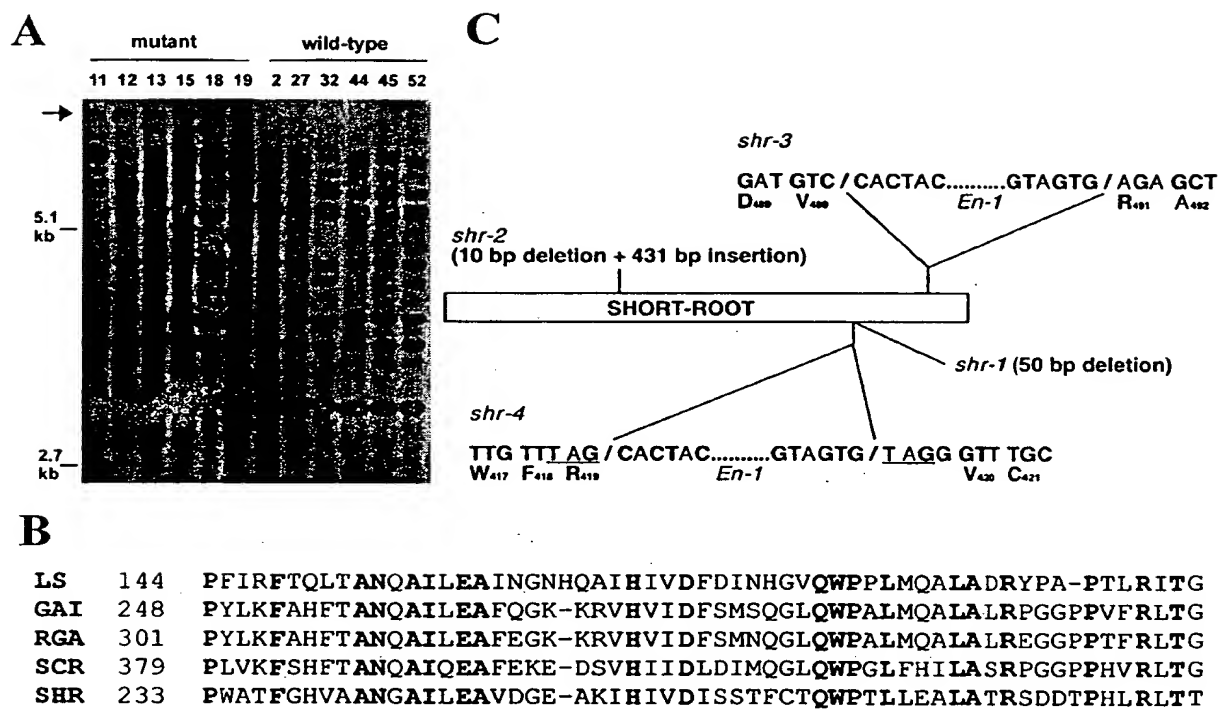 A
mutant wild-type
11 12 13 15 18 19 2 27 32 44 45 52
5.1
kb
2.7
kb
C
shr-3
GAT GTC / CACTAC..........GTAGTG / AGA GCT
D489 V489 En-1 R491 A492
shr-2
(10 bp deletion + 431 bp insertion)
SHORT-ROOT
shr-1 (50 bp deletion)
shr-4
TTG TTTTAG / CACTAC..........GTAGTG / TAGG GTT TGC
W417 F418 R419 En-1 V420 C421
B
LS 144 PFIRFTQLTANQAILEAINGNHQAIHIVDFDINHGVQWPPLMQALADRYPA-PTLRITG
GAI 248 PYLKFAHFTANQAILEAFQGK-KRVHVIDFSMSQGLQWPALMQALALRPGGPPVFRLTG
RGA 301 PYLKFAHFTANQAILEAFEGK-KRVHVIDFSMNQGLQWPALMQALALREGGPPTFRLTG
SCR 379 PLVKFSHFTANQAIQEAFEKE-DSVHIIDLDIMQGLQWPGLFHILASRPGGPPHVRLTG
SHR 233 PWATFGHVAANGAILEAVDGE-AKIHIVDISSTFCTQWPTLLEALATRSDDTPHLRLTT